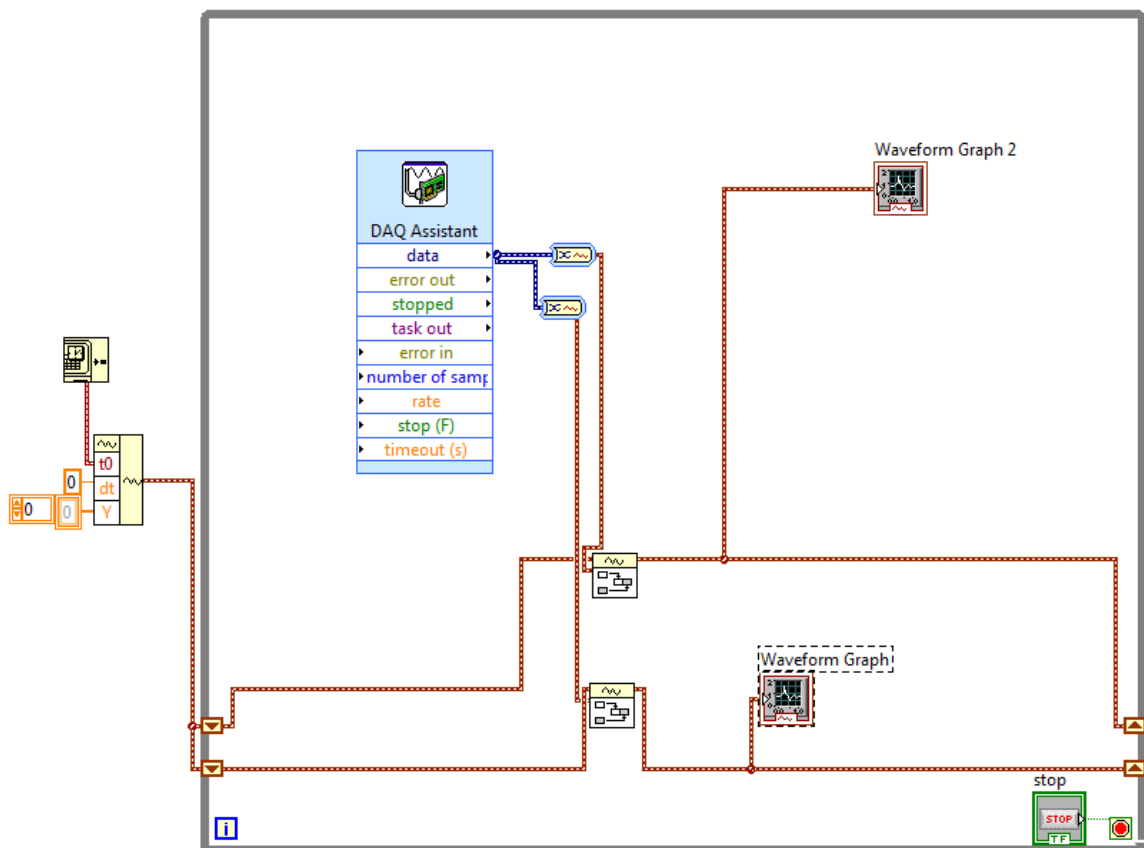 Waveform Graph 2
DAQ Assistant
data
error out
stopped
task out
error in
number of samp
rate
stop (F)
timeout (s)
t0
0
dt
0
0
Y
Waveform Graph
stop
STOP
TF
i